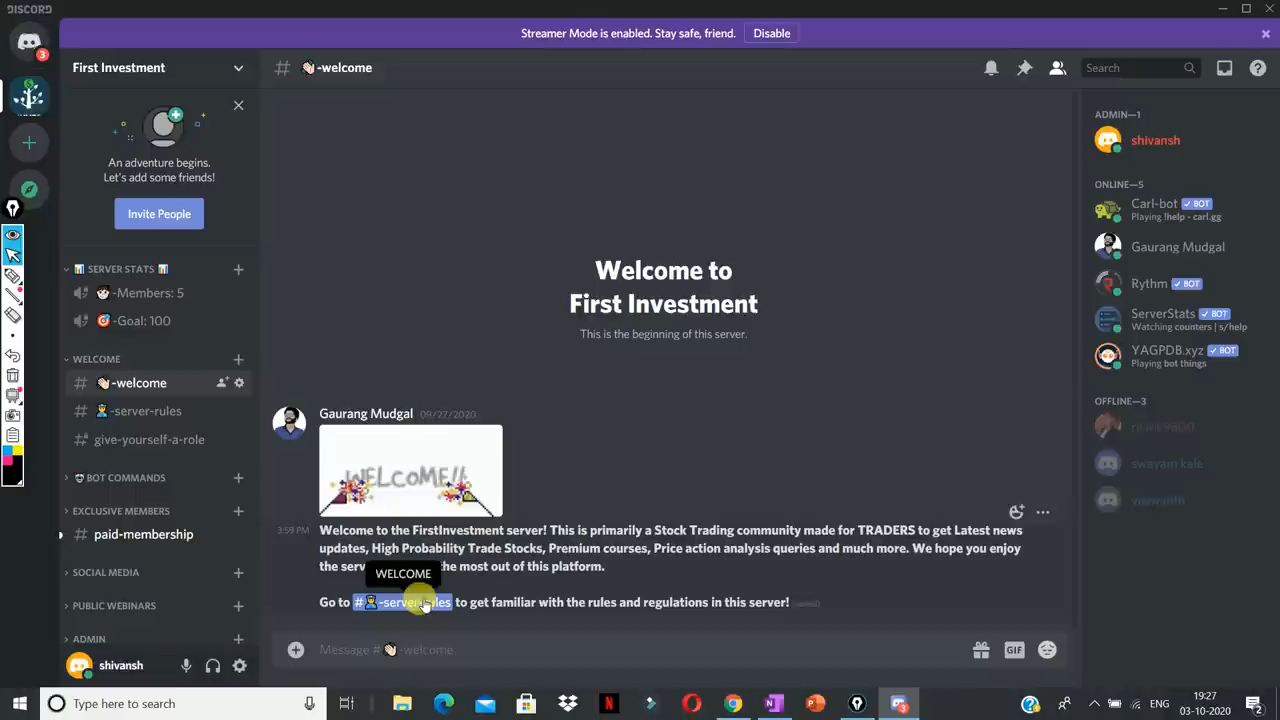 DISCORD
Streamer Mode is enabled. Stay safe, friend.
Disable
First Investment
# 👋🏻-welcome
Search
An adventure begins.
Let's add some friends!
Invite People
📊 SERVER STATS 📊
-Members: 5
🎯-Goal: 100
WELCOME
👋🏻-welcome
-server-rules
give-yourself-a-role
BOT COMMANDS
EXCLUSIVE MEMBERS
# paid-membership
SOCIAL MEDIA
PUBLIC WEBINARS
ADMIN
shivansh
Welcome to
First Investment
This is the beginning of this server.
Gaurang Mudgal 09/27/2020
WELCOME!!
3:59 PM
Welcome to the FirstInvestment server! This is primarily a Stock Trading community made for TRADERS to get Latest news
updates, High Probability Trade Stocks, Premium courses, Price action analysis queries and much more. We hope you enjoy
the most out of this platform.
WELCOME
Go to #-server-rules to get familiar with the rules and regulations in this server! (edited)
Message #👋🏻-welcome
GIF
ADMIN—1
shivansh
ONLINE—5
Carl-bot ✓ BOT
Playing !help - carl.gg
Gaurang Mudgal
Rythm ✓ BOT
ServerStats ✓ BOT
Watching counters | s/help
YAGPDB.xyz ✓ BOT
Playing bot things
OFFLINE—3
swayam kale
Type here to search
ENG
19:27
03-10-2020